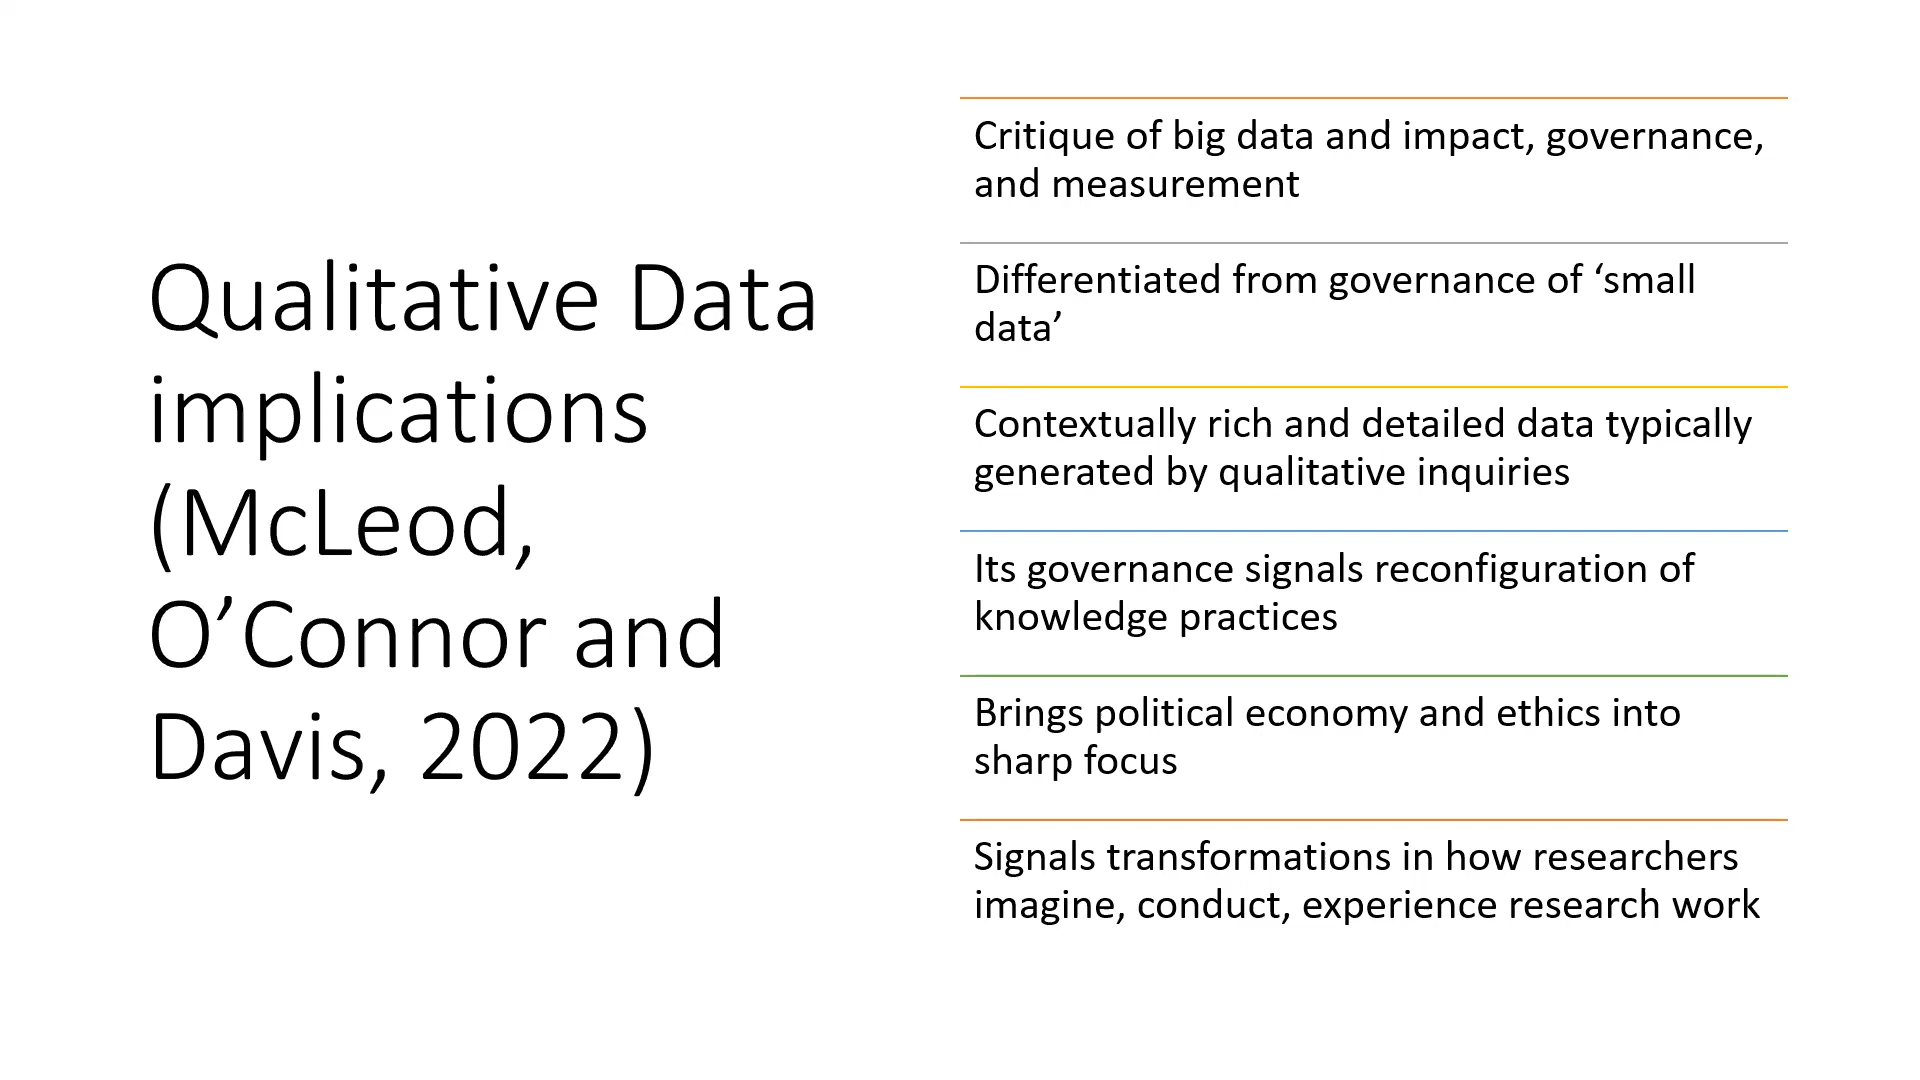 Qualitative Data
implications
(McLeod,
O’Connor and
Davis, 2022)
Critique of big data and impact, governance,
and measurement
Differentiated from governance of ‘small
data’
Contextually rich and detailed data typically
generated by qualitative inquiries
Its governance signals reconfiguration of
knowledge practices
Brings political economy and ethics into
sharp focus
Signals transformations in how researchers
imagine, conduct, experience research work